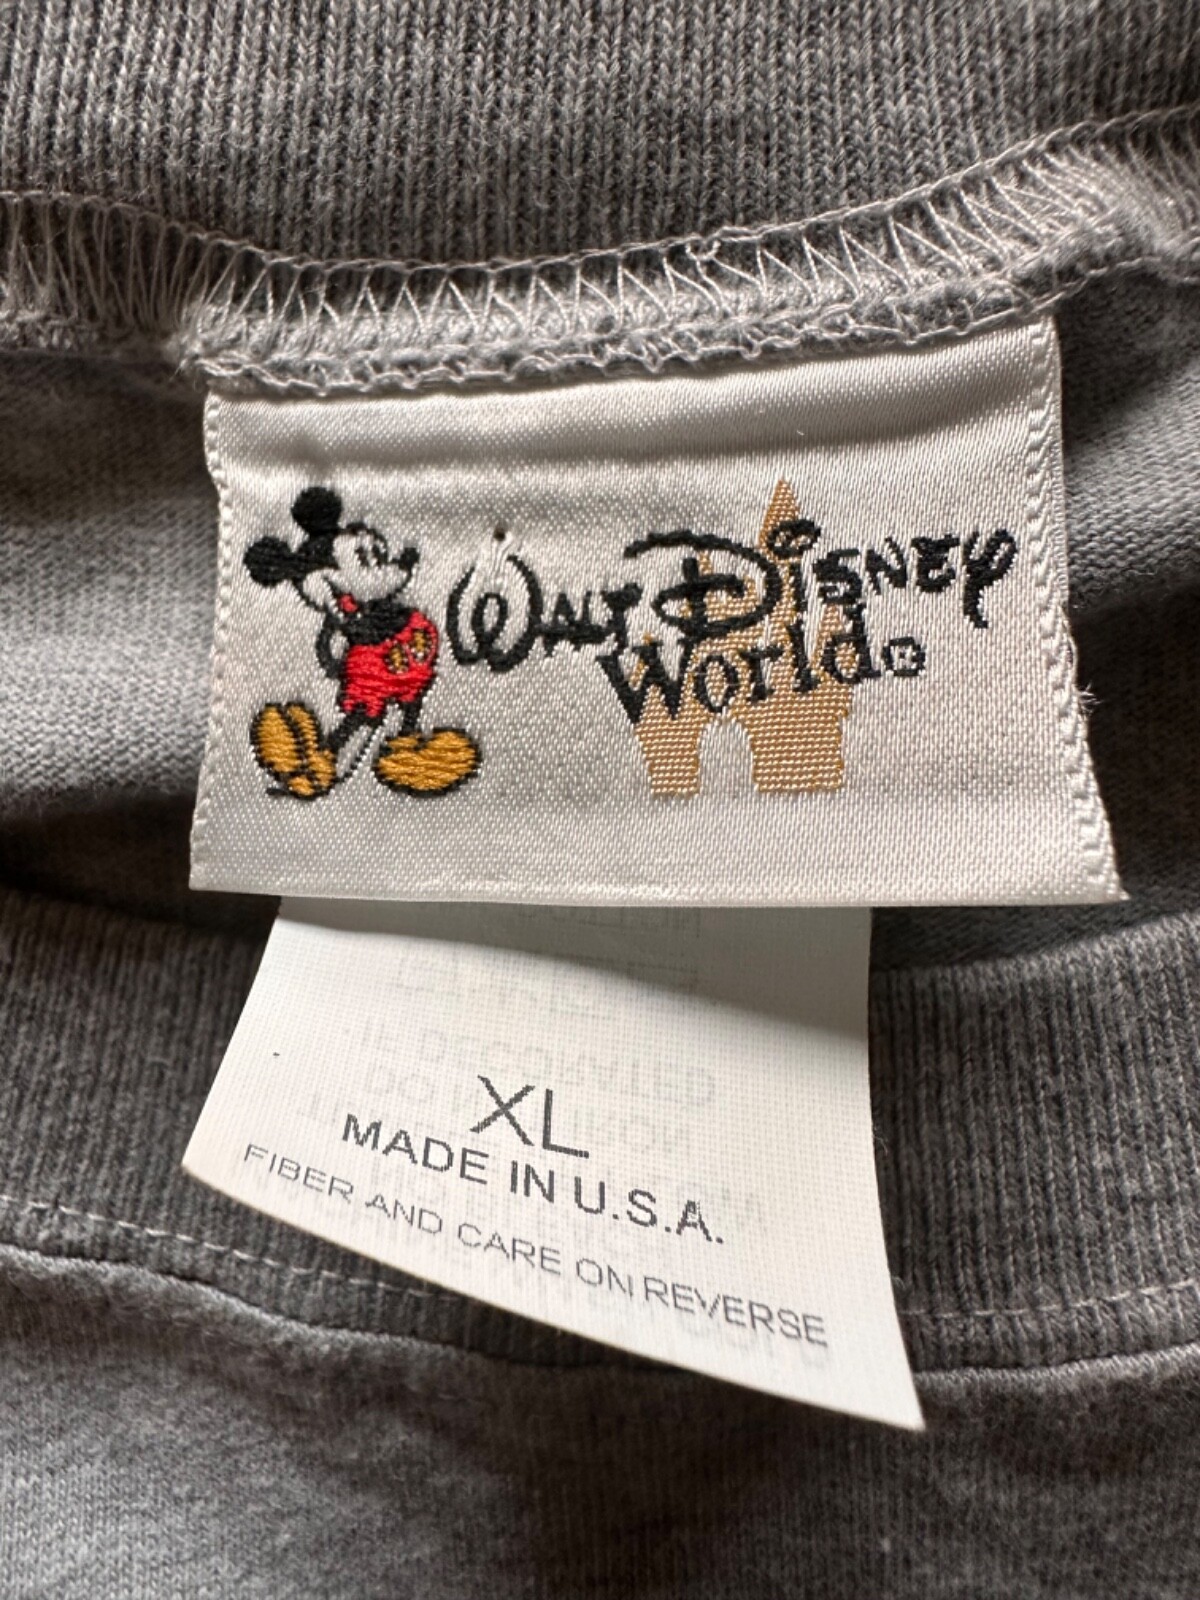 Walt Disney
World®
XL
MADE IN U.S.A.
FIBER AND CARE ON REVERSE